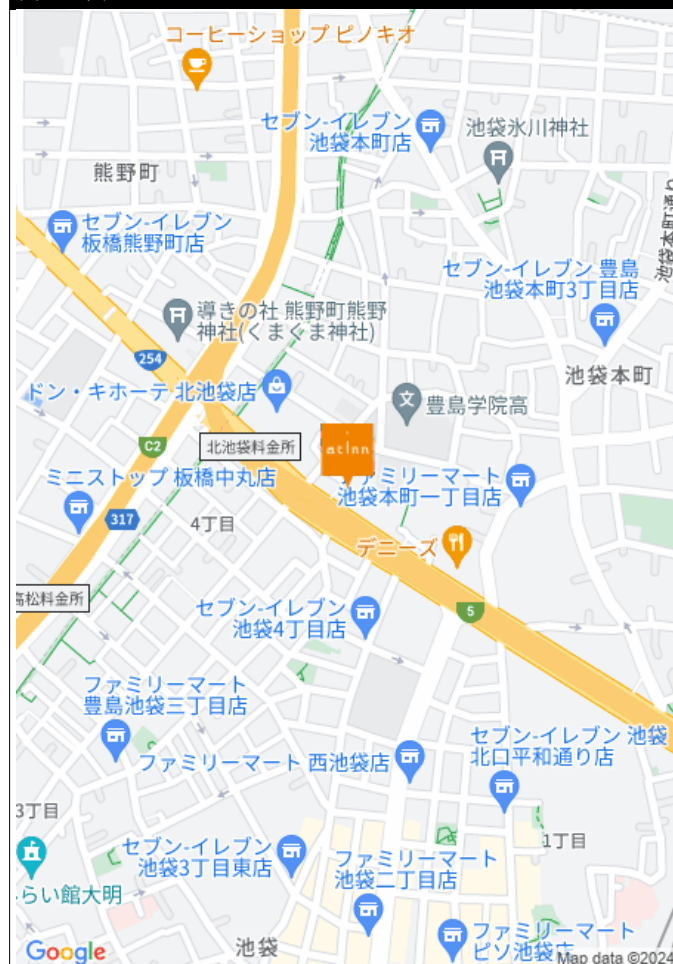 コーヒーショップ ピノキオ
セブン-イレブン
池袋本町店
池袋氷川神社
熊野町
セブン-イレブン
板橋熊野町店
池袋本町通り
セブン-イレブン 豊島
池袋本町3丁目店
導きの社 熊野町熊野
神社(くまくま神社)
254
池袋本町
ドン・キホーテ 北池袋店
豊島学院高
文
atinn
C2
北池袋料金所
ミニストップ 板橋中丸店
ファミリーマート
池袋本町一丁目店
317
4丁目
デニーズ
高松料金所
セブン-イレブン
池袋4丁目店
5
ファミリーマート
豊島池袋三丁目店
セブン-イレブン 池袋
北口平和通り店
ファミリーマート 西池袋店
3丁目
1丁目
セブン-イレブン
池袋3丁目東店
ファミリーマート
池袋二丁目店
らい館大明
池袋
ファミリーマート
ピソ池袋店
Google
Map data ©2024